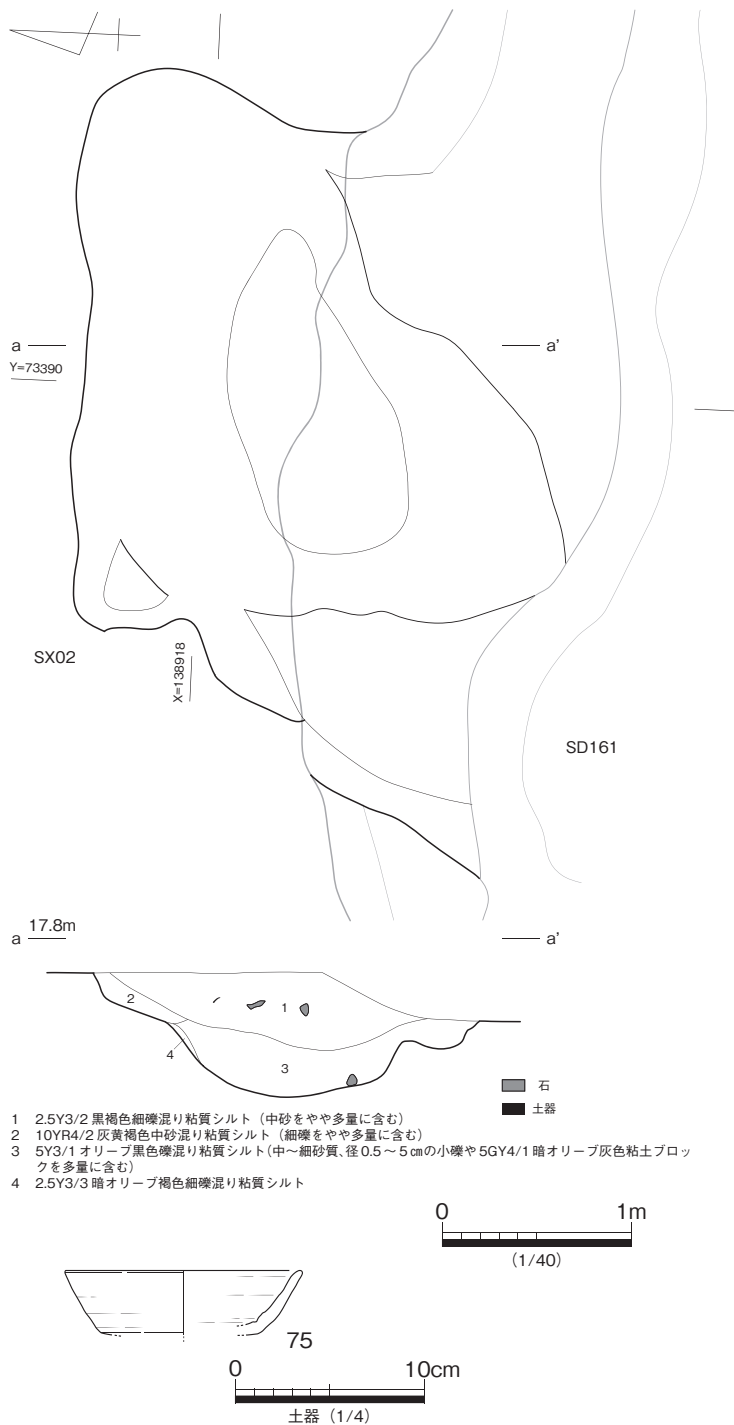 a a'
Y=73390
SX02
X=138918
SD161
17.8m
a a'
2
1
4
3
石
土器
1 2.5Y3/2 黒褐色細礫混り粘質シルト（中砂をやや多量に含む）
2 10YR4/2 灰黄褐色中砂混り粘質シルト（細礫をやや多量に含む）
3 5Y3/1 オリーブ黒色礫混り粘質シルト(中～細砂質、径 0.5 ～ 5 ㎝の小礫や 5GY4/1 暗オリーブ灰色粘土ブロッ
クを多量に含む）
4 2.5Y3/3 暗オリーブ褐色細礫混り粘質シルト
0 1m
(1/40)
75
0 10cm
土器（1/4）